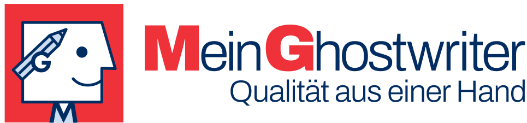 G
MeinGhostwriter
Qualität aus einer Hand